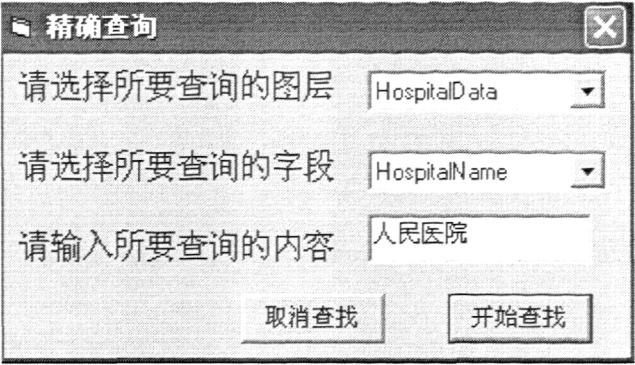 精确查询
请选择所要查询的图层 HospitalData
请选择所要查询的字段 HospitalName
请输入所要查询的内容 人民医院
取消查找 开始查找